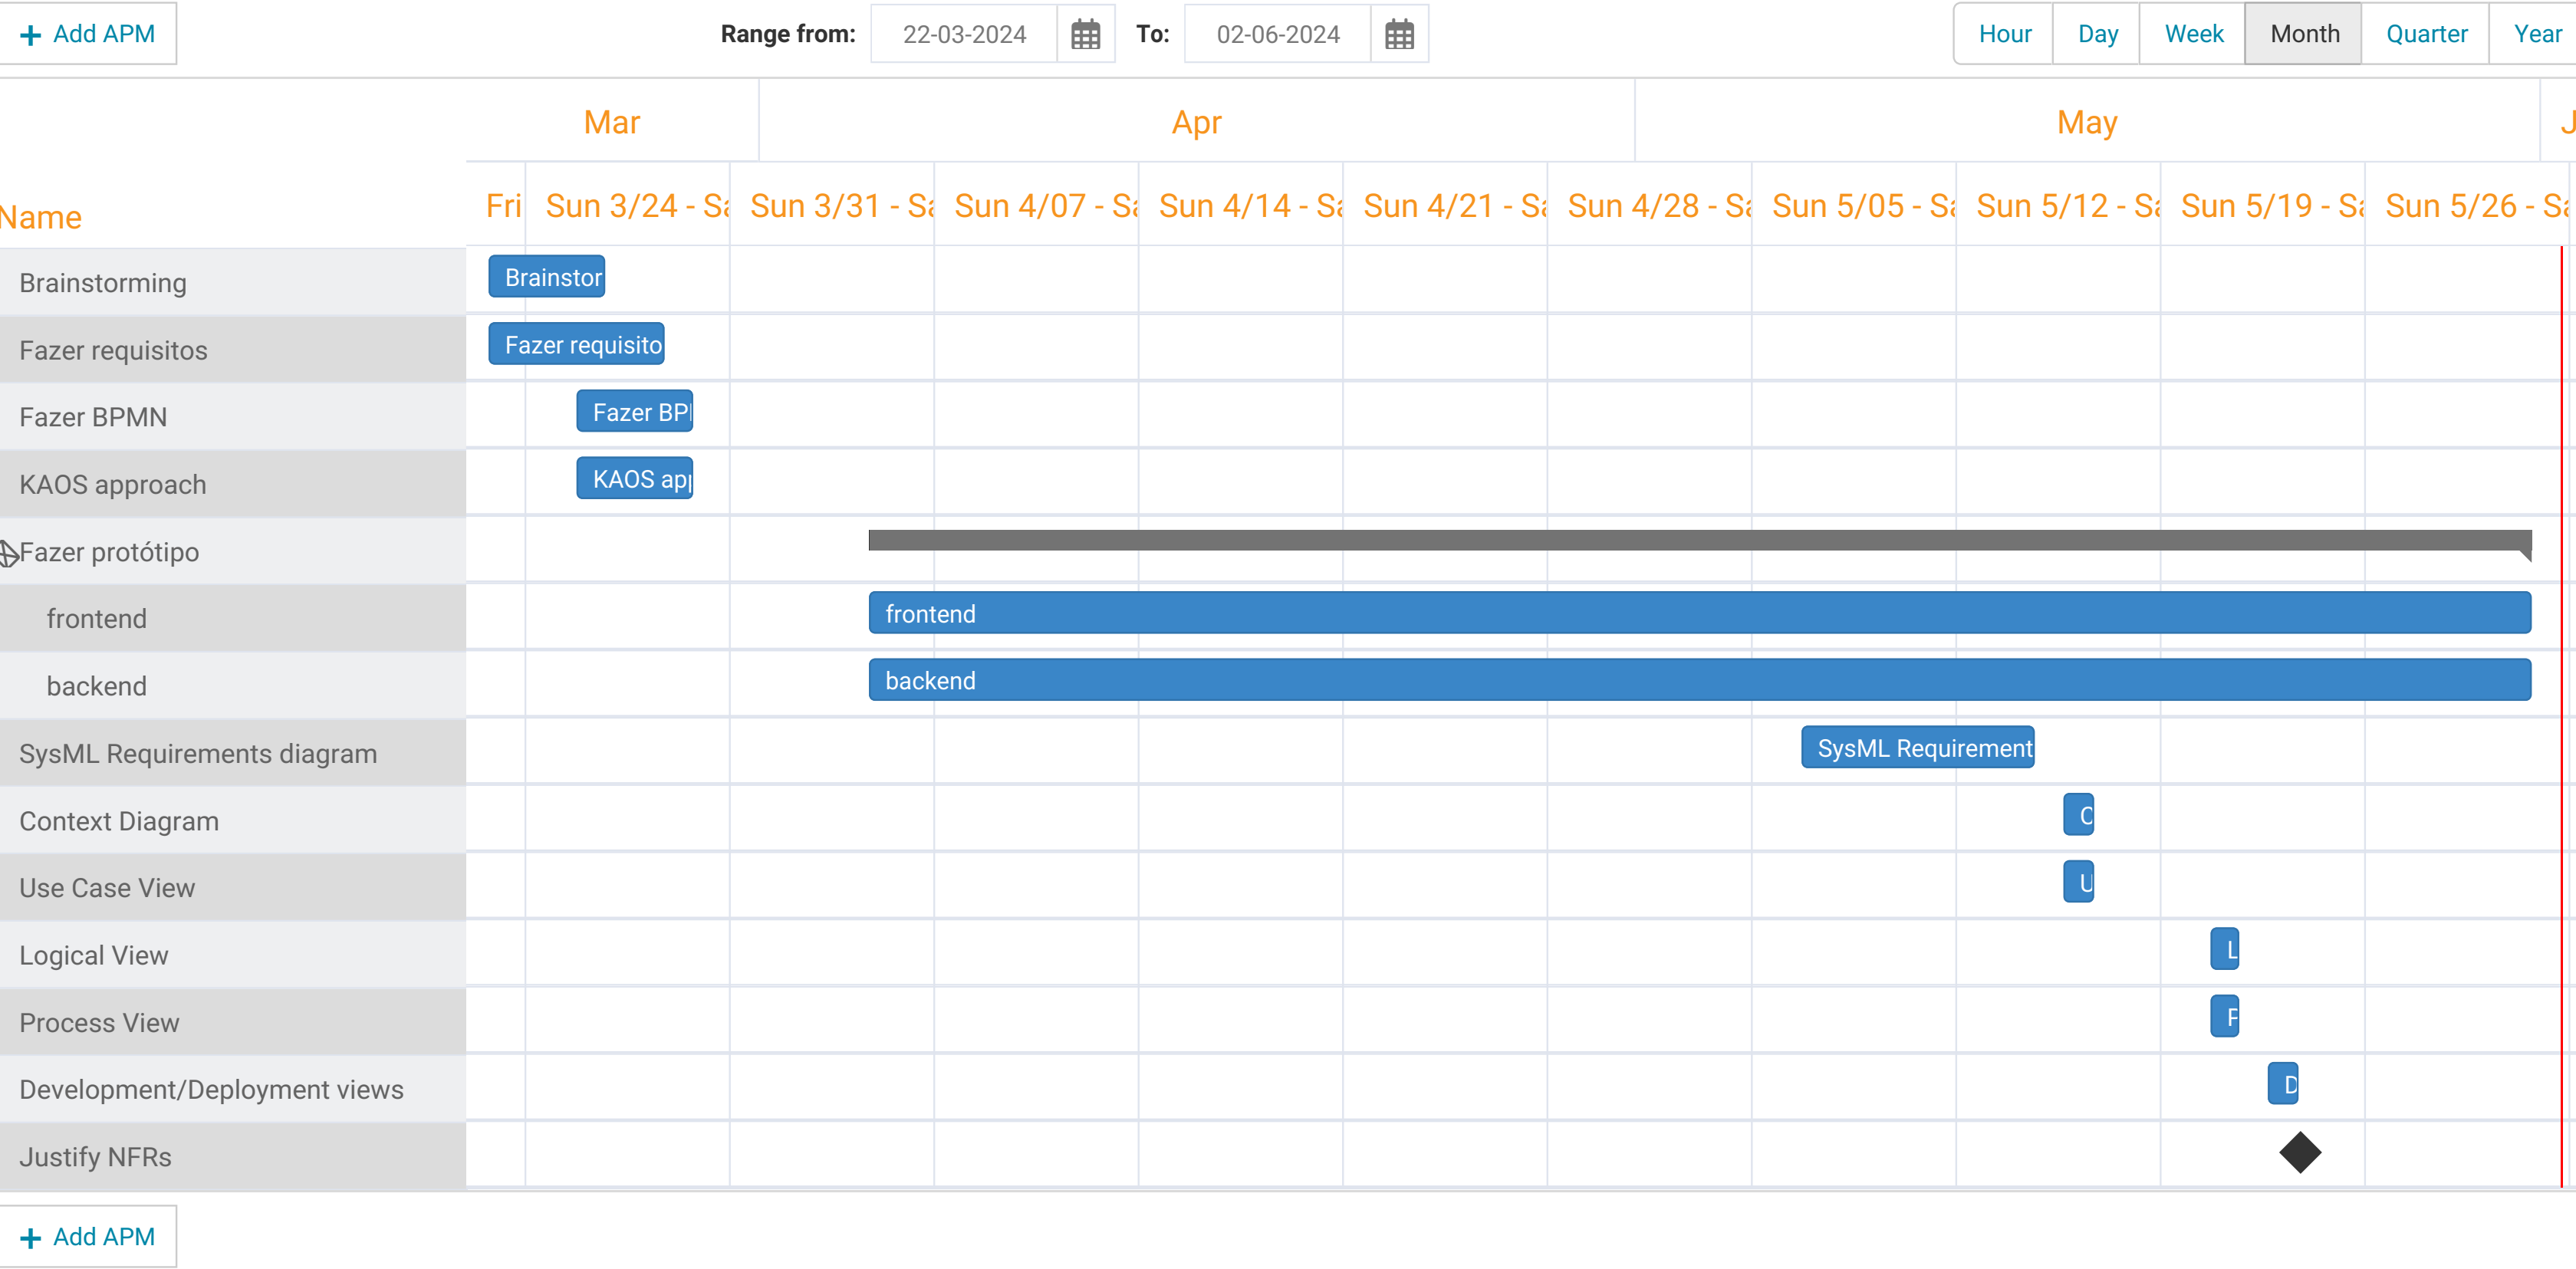 + Add APM
Range from: 22-03-2024 To: 02-06-2024
Hour Day Week Month Quarter Year
Mar Apr May J
Name
Fri Sun 3/24 - Sa Sun 3/31 - Sa Sun 4/07 - Sa Sun 4/14 - Sa Sun 4/21 - Sa Sun 4/28 - Sa Sun 5/05 - Sa Sun 5/12 - Sa Sun 5/19 - Sa Sun 5/26 - Sa
Brainstorming Brainstor
Fazer requisitos Fazer requisito
Fazer BPMN Fazer BP
KAOS approach KAOS app
Fazer protótipo
frontend frontend
backend backend
SysML Requirements diagram SysML Requirement
Context Diagram C
Use Case View U
Logical View L
Process View P
Development/Deployment views D
Justify NFRs
+ Add APM